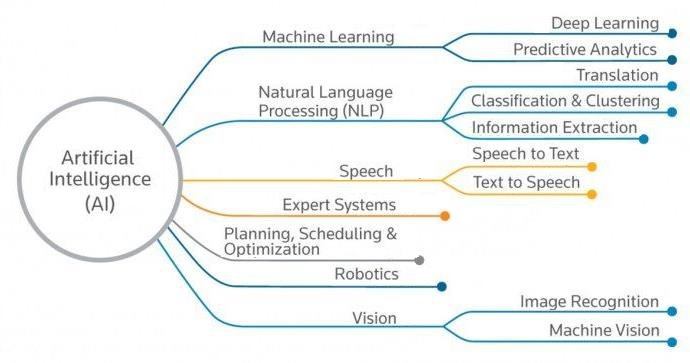 Artificial
Intelligence
(AI)
Machine Learning
Deep Learning
Predictive Analytics
Natural Language
Processing (NLP)
Translation
Classification & Clustering
Information Extraction
Speech
Speech to Text
Text to Speech
Expert Systems
Planning, Scheduling &
Optimization
Robotics
Vision
Image Recognition
Machine Vision